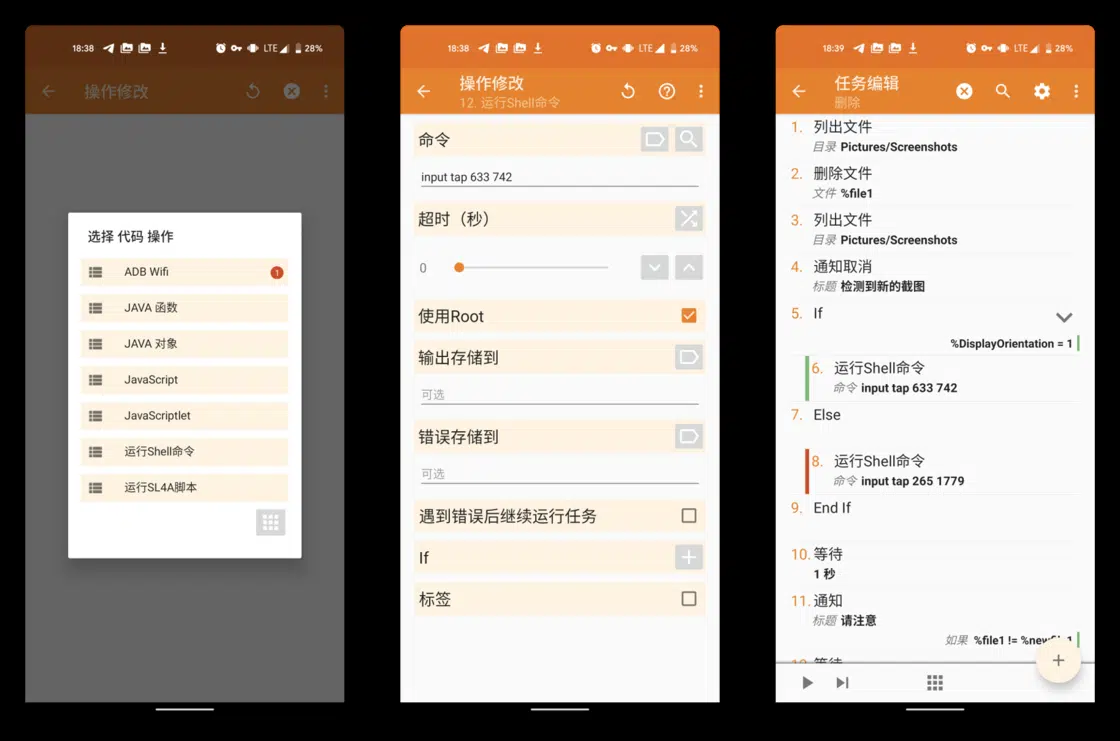 18:38
LTE
28%
操作修改
选择 代码 操作
ADB Wifi
1
JAVA 函数
JAVA 对象
JavaScript
JavaScriptlet
运行Shell命令
运行SL4A脚本
18:38
LTE
28%
操作修改
12. 运行Shell命令
命令
input tap 633 742
超时（秒）
0
使用Root
输出存储到
可选
错误存储到
可选
遇到错误后继续运行任务
If
标签
18:39
LTE
28%
任务编辑
删除
1. 列出文件
目录 Pictures/Screenshots
2. 删除文件
文件 %file1
3. 列出文件
目录 Pictures/Screenshots
4. 通知取消
标题 检测到新的截图
5. If
%DisplayOrientation = 1
6. 运行Shell命令
命令 input tap 633 742
7. Else
8. 运行Shell命令
命令 input tap 265 1779
9. End If
10. 等待
1 秒
11. 通知
标题 请注意
如果 %file1 != 
等待